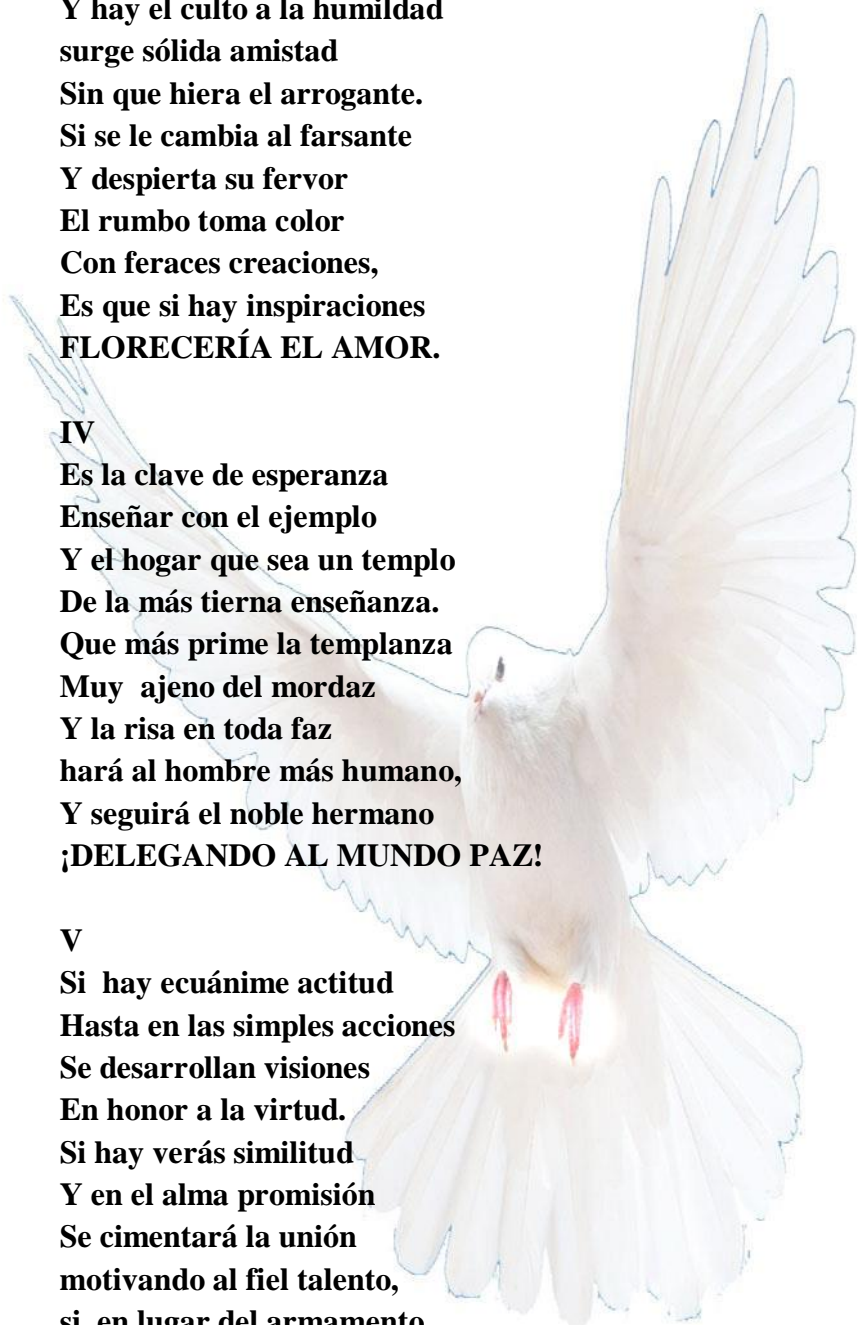 Y hay el culto a la humildad
surge sólida amistad
Sin que hiera el arrogante.
Si se le cambia al farsante
Y despierta su fervor
El rumbo toma color
Con feraces creaciones,
Es que si hay inspiraciones
FLORECERÍA EL AMOR.

IV
Es la clave de esperanza
Enseñar con el ejemplo
Y el hogar que sea un templo
De la más tierna enseñanza.
Que más prime la templanza
Muy  ajeno del mordaz
Y la risa en toda faz
hará al hombre más humano,
Y seguirá el noble hermano
¡DELEGANDO AL MUNDO PAZ!

V
Si  hay ecuánime actitud
Hasta en las simples acciones
Se desarrollan visiones
En honor a la virtud.
Si hay verás similitud
Y en el alma promisión
Se cimentará la unión
motivando al fiel talento,
si  en lugar del armamento